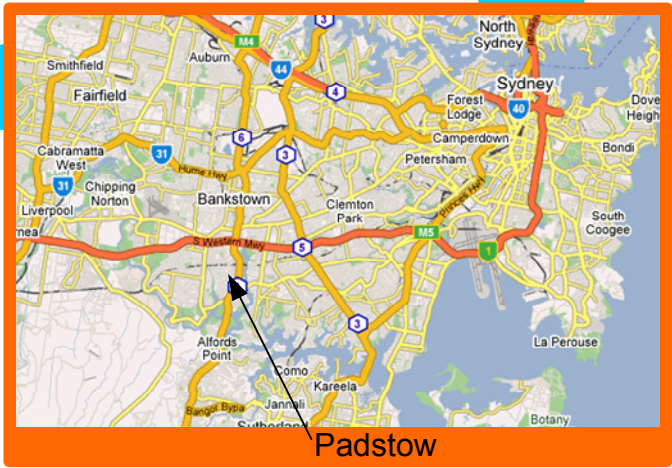 3
North
Sydney
M4
Auburn
Smithfield
44
Sydney
Fairfield
4
Forest
Lodge
40
Dove
Heigh
6
Camperdown
Cabramatta
West
31
3
Bondi
Petersham
Hume Hwy
31
Chipping
Norton
Bankstown
Princes Hwy
Liverpool
Clemton
Park
South
Coogee
M5
S Western Mwy
5
1
3
Alfords
Point
La Perouse
Como
Kareela
Jannali
Bangor Bypa
Sutherland
Botany
Padstow